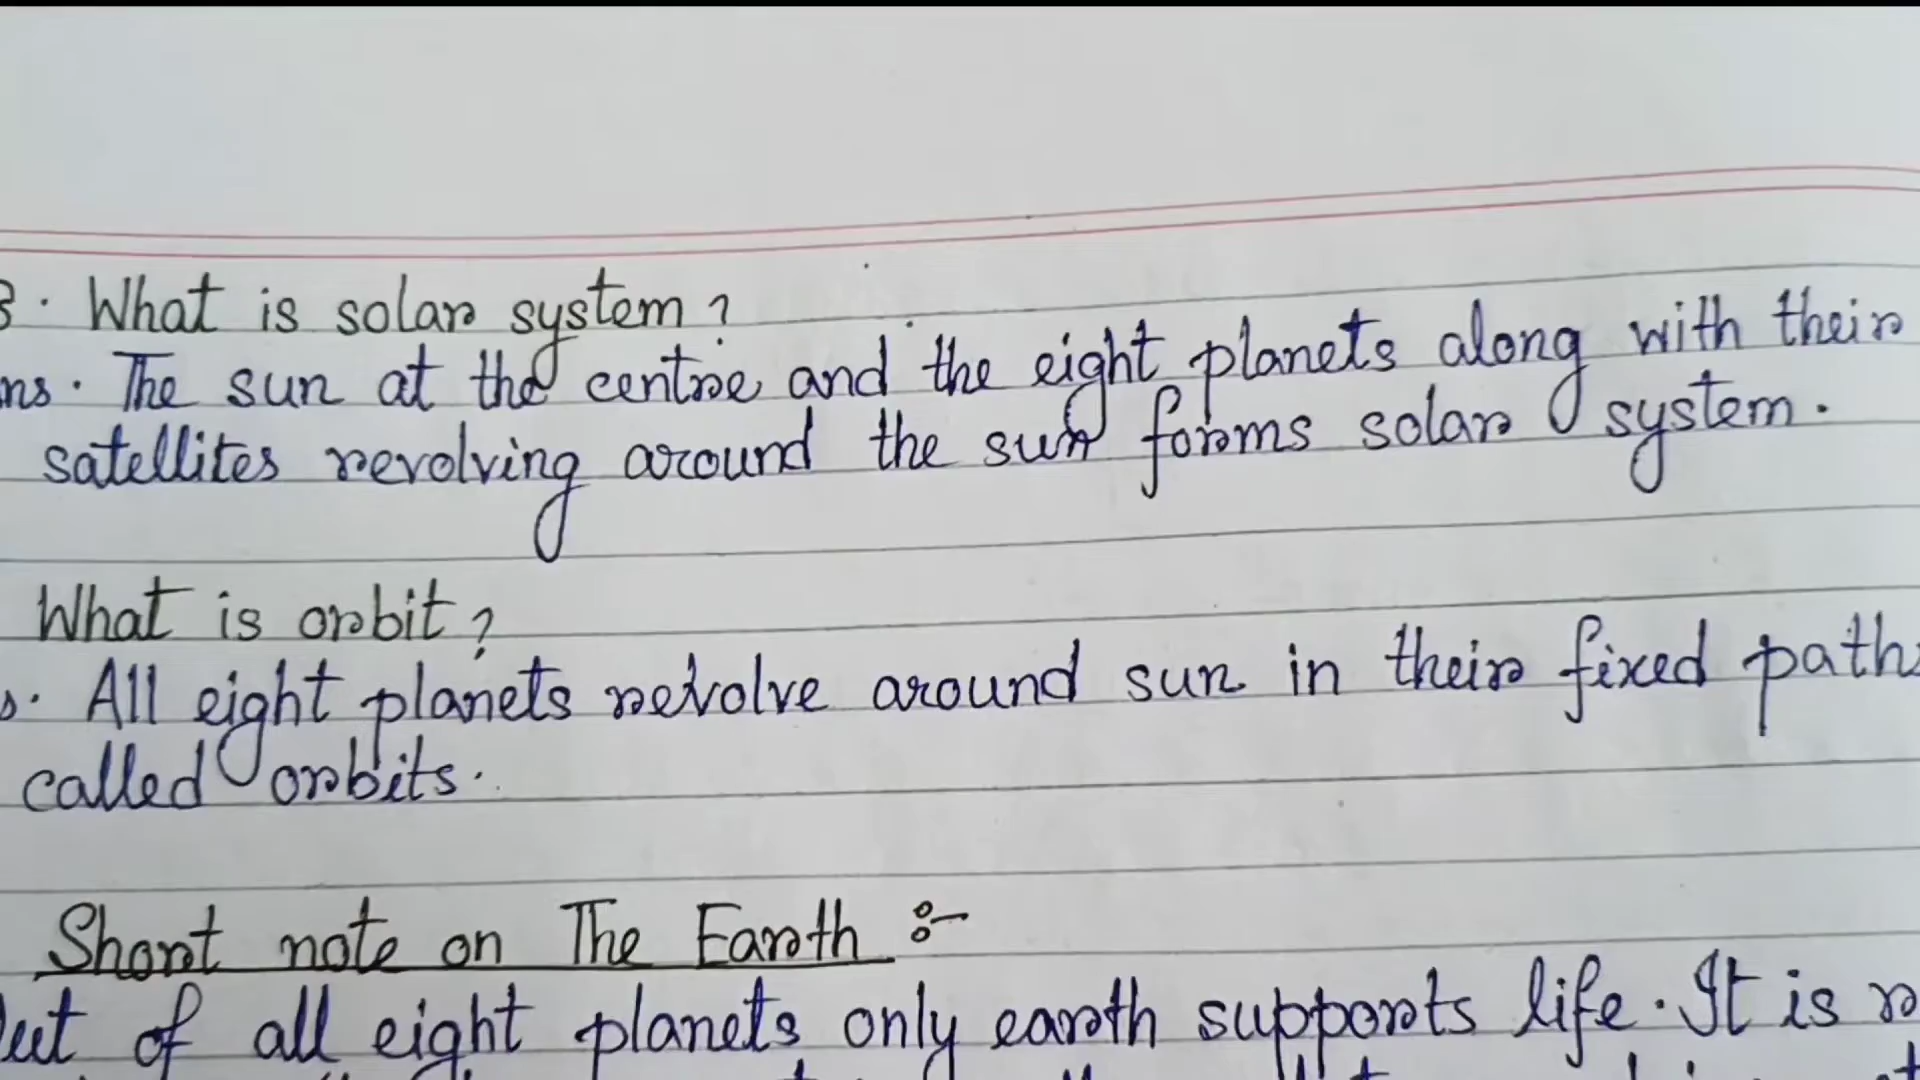 3. What is solar system?
ns. The sun at the centre and the eight planets along with their
satellites revolving around the sun forms solar system.
What is orbit?
s. All eight planets revolve around sun in their fixed paths
called orbits.
Short note on The Earth :-
out of all eight planets only earth supports life. It is